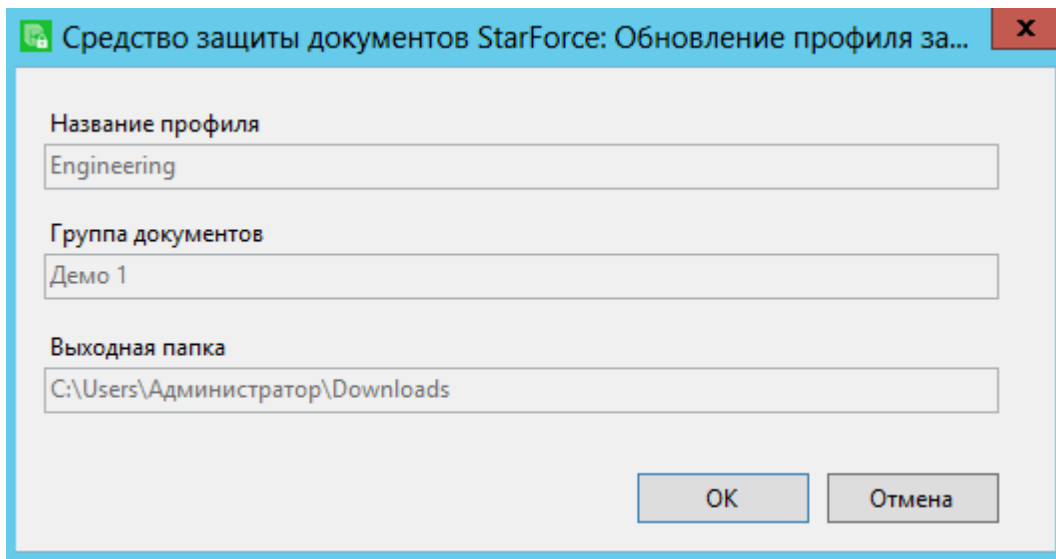 Средство защиты документов StarForce: Обновление профиля за...
Название профиля
Engineering
Группа документов
Демо 1
Выходная папка
C:\Users\Администратор\Downloads
OK
Отмена